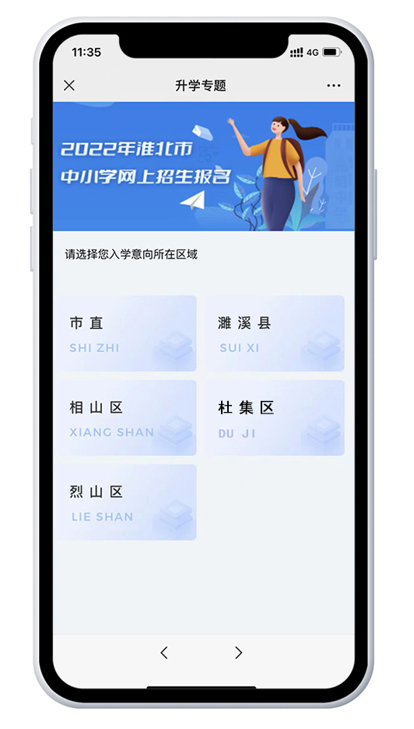 11:35
4G
升学专题
2022年淮北市
中小学网上招生报名
请选择您入学意向所在区域
市直
SHI ZHI
濉溪县
SUI XI
相山区
XIANG SHAN
杜集区
DU JI
烈山区
LIE SHAN